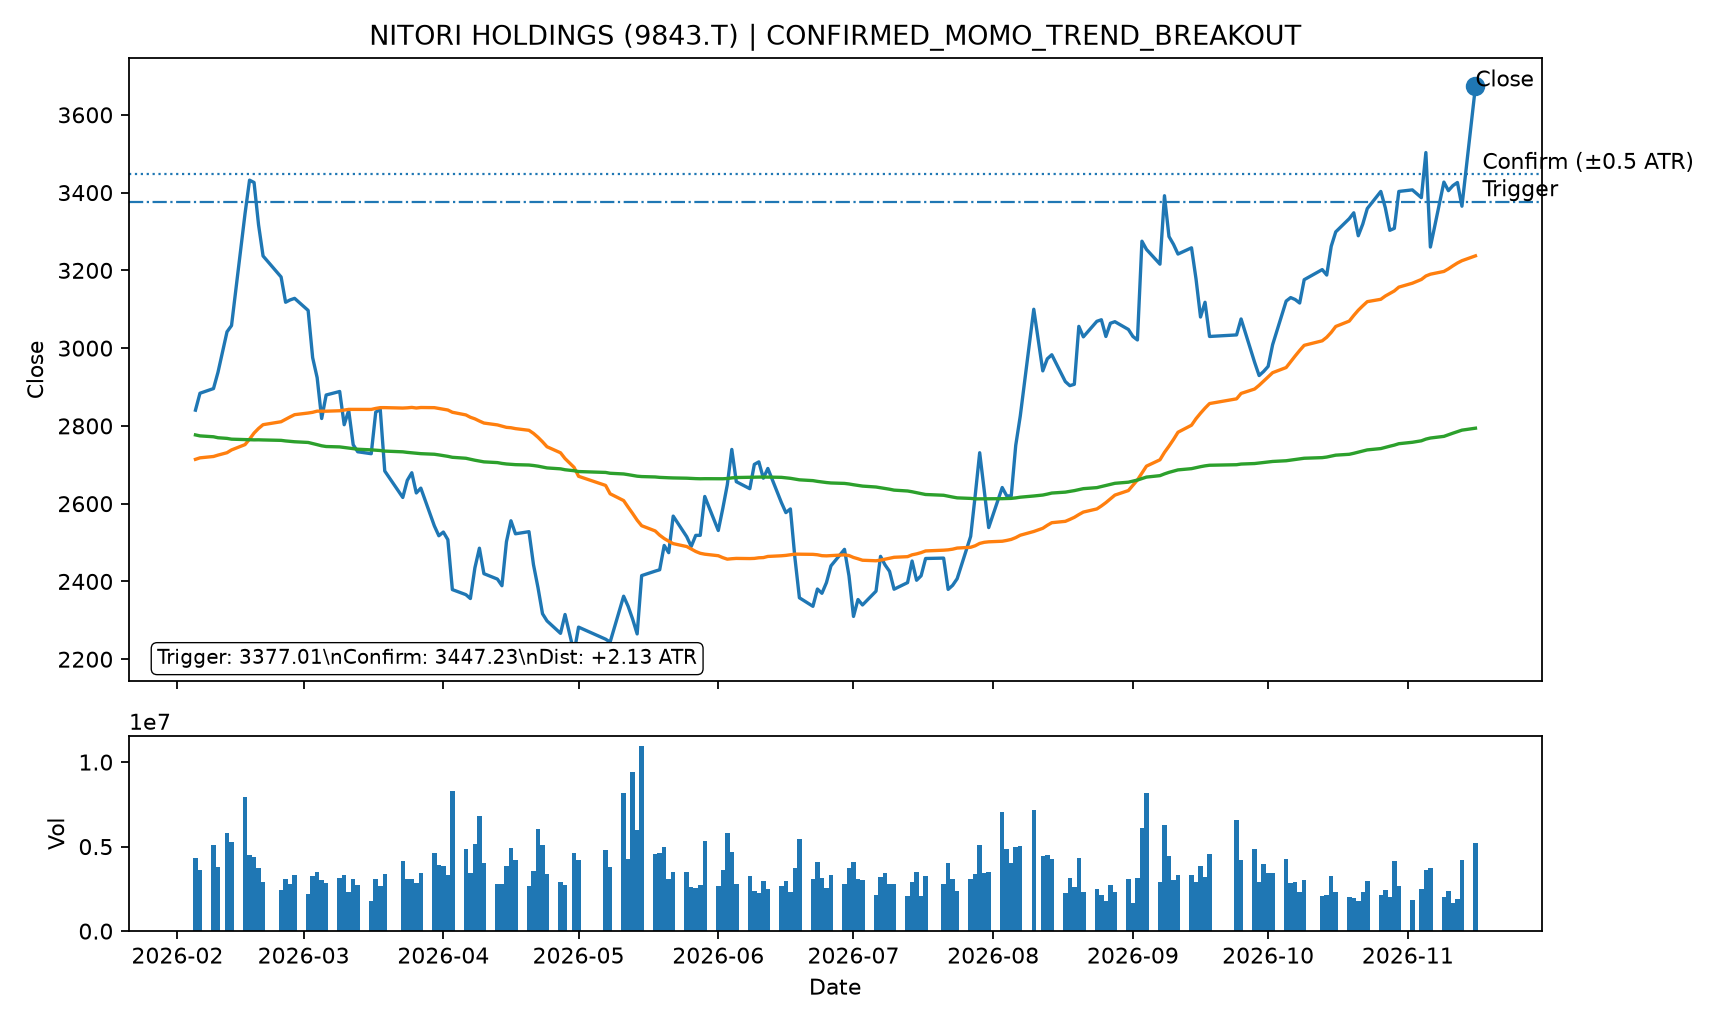 NITORI HOLDINGS (9843.T) | CONFIRMED_MOMO_TREND_BREAKOUT
Close
3600
3400
3200
3000
2800
2600
2400
2200
Close
Confirm (±0.5 ATR)
Trigger
Trigger: 3377.01\nConfirm: 3447.23\nDist: +2.13 ATR
1e7
Vol
1.0
0.5
0.0
2026-02 2026-03 2026-04 2026-05 2026-06 2026-07 2026-08 2026-09 2026-10 2026-11
Date